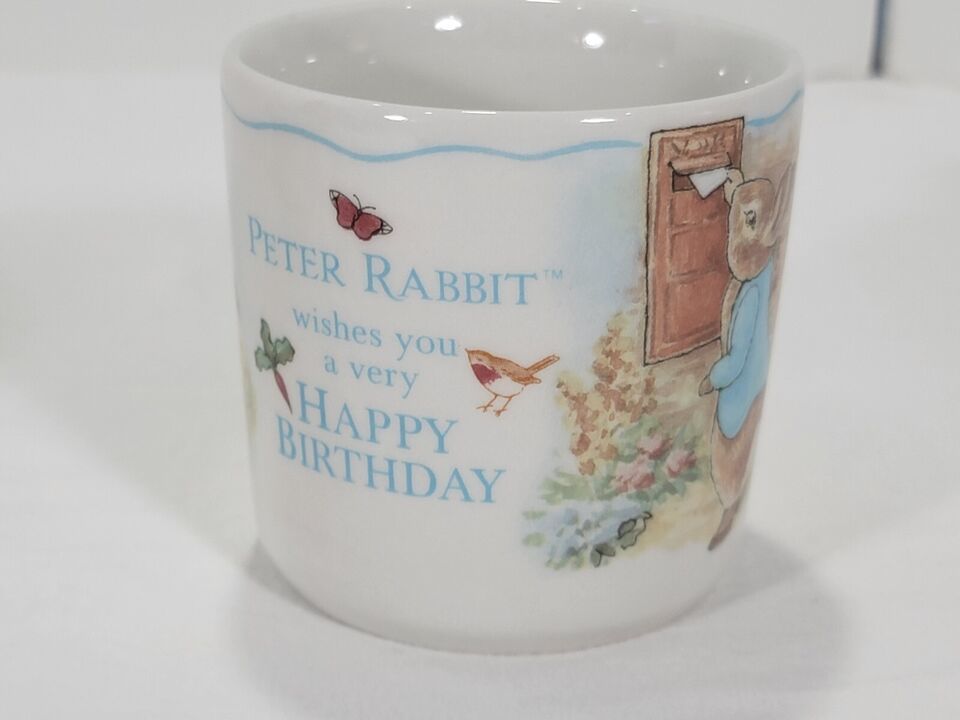 PETER RABBIT™
wishes you
a very
HAPPY
BIRTHDAY